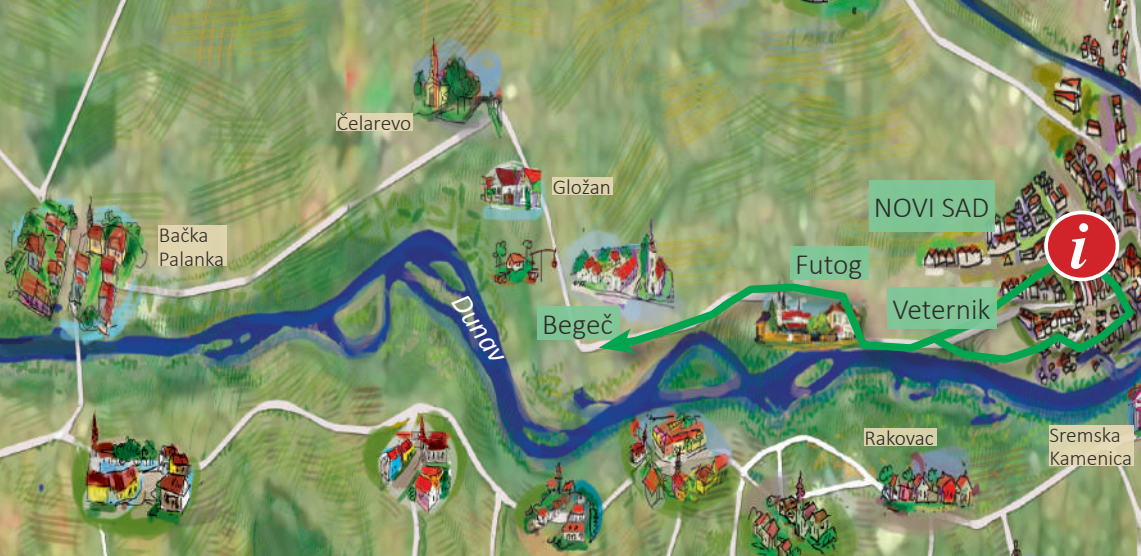 Čelarevo
Gložan
NOVI SAD
i
Bačka
Palanka
Futog
Dunav
Begeč
Veternik
Rakovac
Sremska
Kamenica